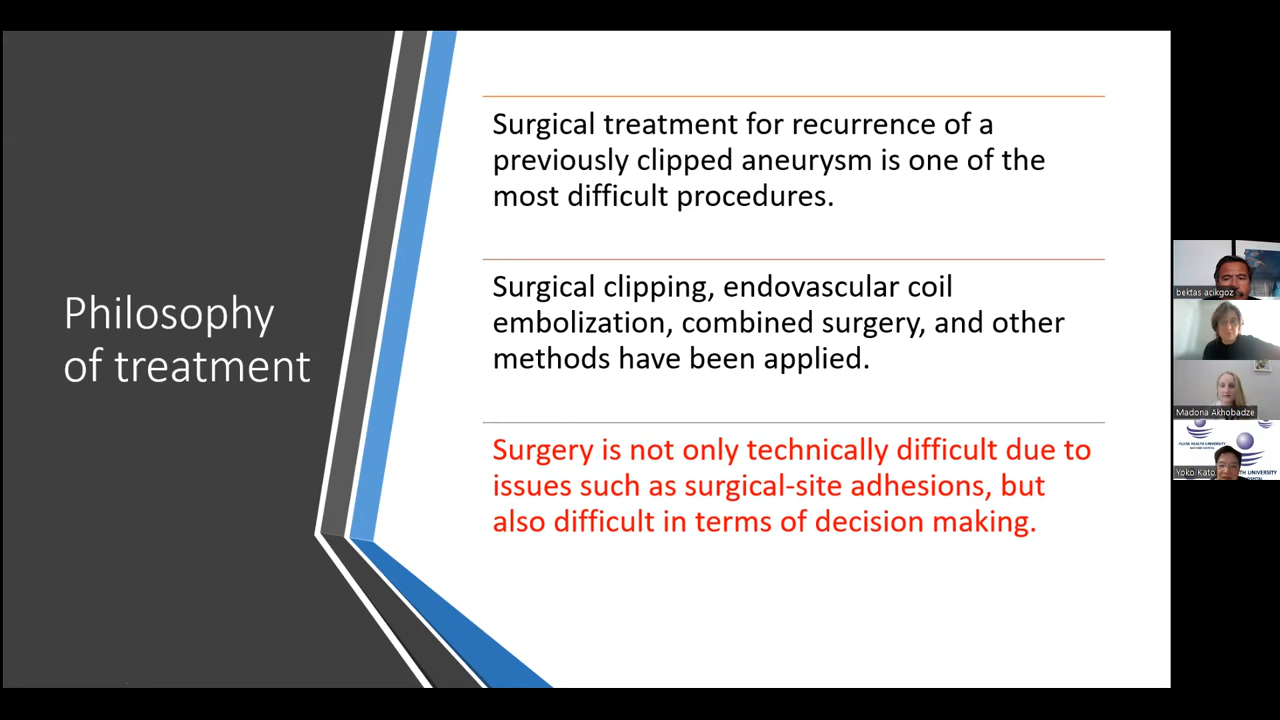 Philosophy
of treatment
Surgical treatment for recurrence of a
previously clipped aneurysm is one of the
most difficult procedures.
Surgical clipping, endovascular coil
embolization, combined surgery, and other
methods have been applied.
Surgery is not only technically difficult due to
issues such as surgical-site adhesions, but
also difficult in terms of decision making.
bektas acikgoz
Madona Akhobadze
FUJITA HEALTH UNIVERSITY
Yoko Kato